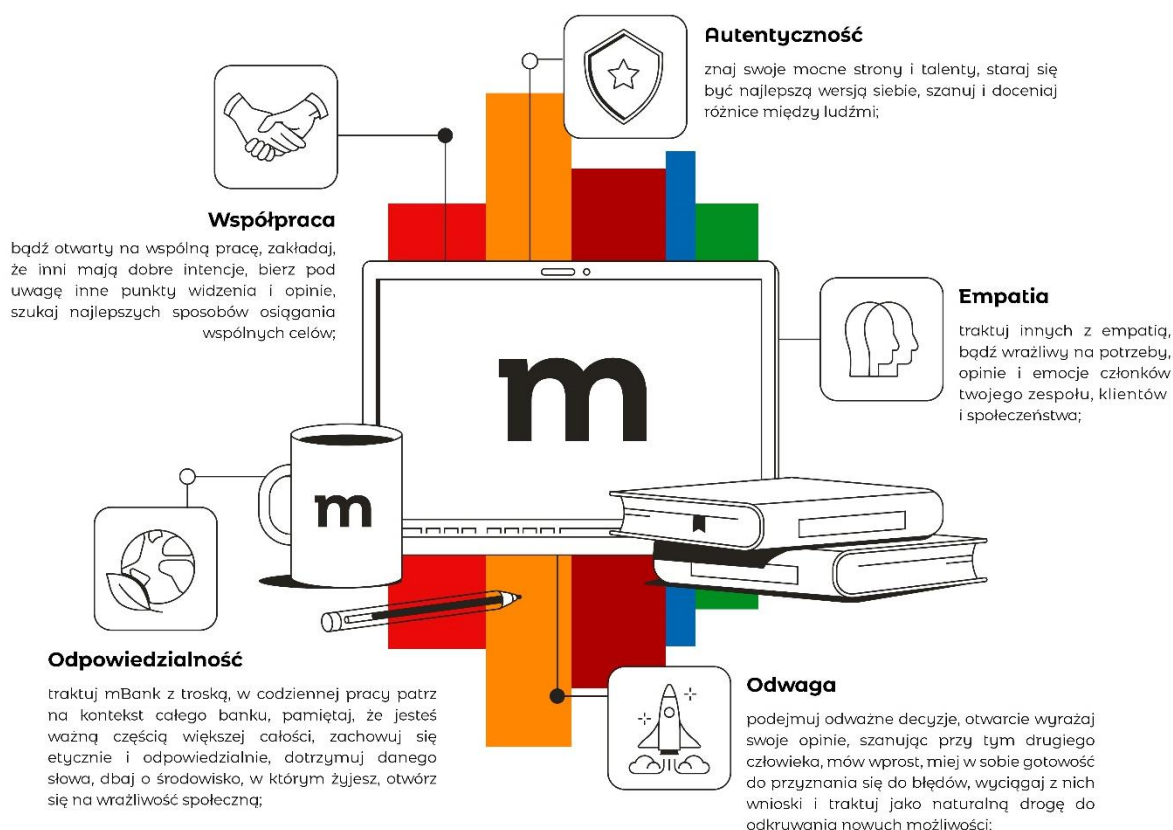 Autentyczność
znaj swoje mocne strony i talenty, staraj się
być najlepszą wersją siebie, szanuj i doceniaj
różnice między ludźmi;
Współpraca
bądź otwarty na wspólną pracę, zakładaj,
że inni mają dobre intencje, bierz pod
uwagę inne punkty widzenia i opinie,
szukaj najlepszych sposobów osiągania
wspólnych celów;
Empatia
traktuj innych z empatią,
bądź wrażliwy na potrzeby,
opinie i emocje członków
twojego zespołu, klientów
i społeczeństwa;
m
m
Odpowiedzialność
traktuj mBank z troską, w codziennej pracy patrz
na kontekst całego banku, pamiętaj, że jesteś
ważną częścią większej całości, zachowuj się
etycznie i odpowiedzialnie, dotrzymuj danego
słowa, dbaj o środowisko, w którym żyjesz, otwórz
się na wrażliwość społeczną;
Odwaga
podejmuj odważne decyzje, otwarcie wyrażaj
swoje opinie, szanując przy tym drugiego
człowieka, mów wprost, miej w sobie gotowość
do przyznania się do błędów, wyciągaj z nich
wnioski i traktuj jako naturalną drogę do
odkrywania nowych możliwości;